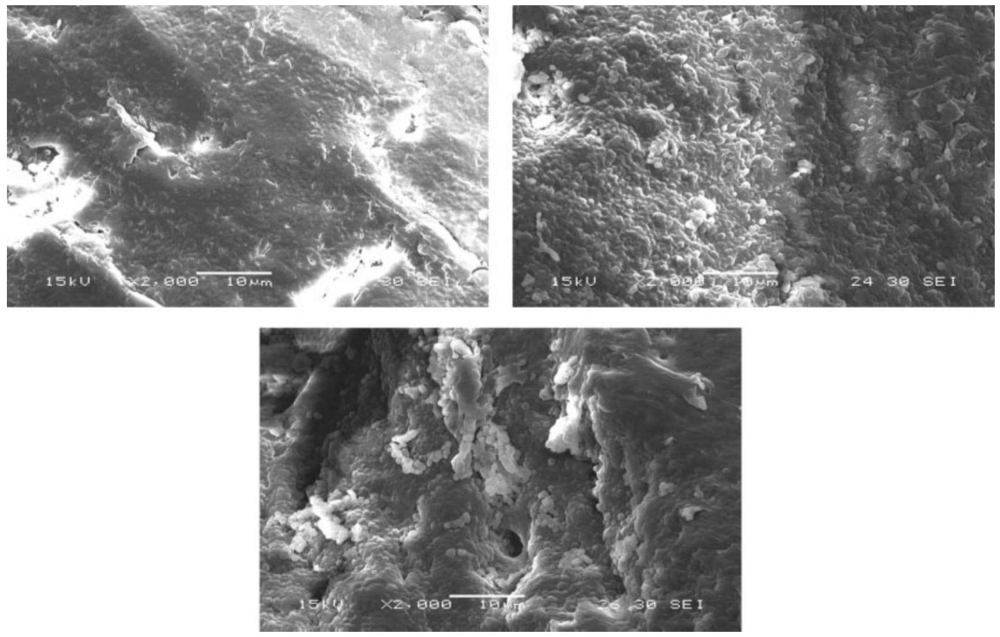 15kV X2,000 10μm 30 SEI
15kV X2,000 10μm 24 30 SEI
15kV X2,000 10μm 26 30 SEI